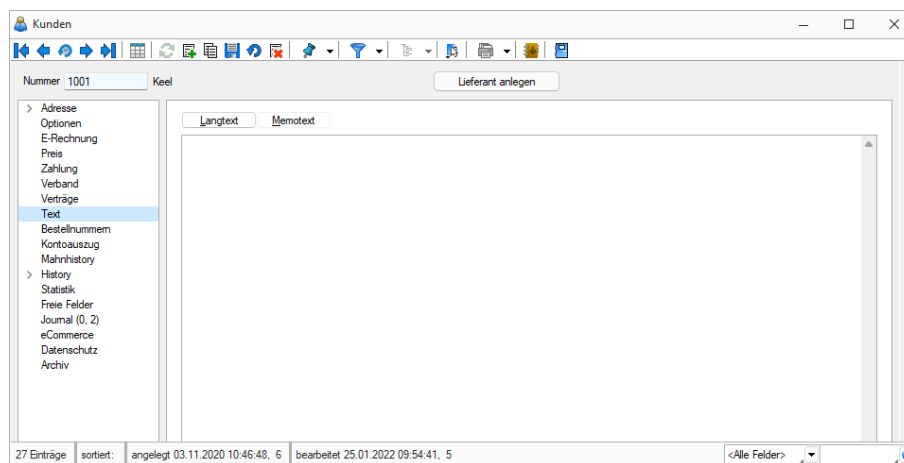 Kunden
Nummer 1001 Keel Lieferant anlegen
Adresse
Optionen
E-Rechnung
Preis
Zahlung
Verband
Verträge
Text
Bestellnummern
Kontoauszug
Mahnhistory
History
Statistik
Freie Felder
Journal (0, 2)
eCommerce
Datenschutz
Archiv
Langtext Memotext
27 Einträge sortiert: angelegt 03.11.2020 10:46:48, 6 bearbeitet 25.01.2022 09:54:41, 5 <Alle Felder>